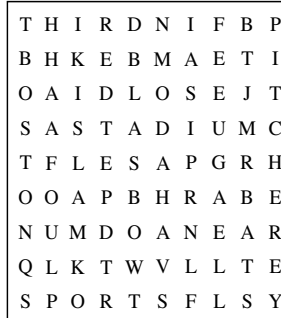 T H I R D N I F B P
B H K E B M A E T I
O A I D L O S E J T
S A S T A D I U M C
T F L E S A P G R H
O O A P B H R A B E
N U M D O A N E A R
Q L K T W V L L T E
S P O R T S F L S Y